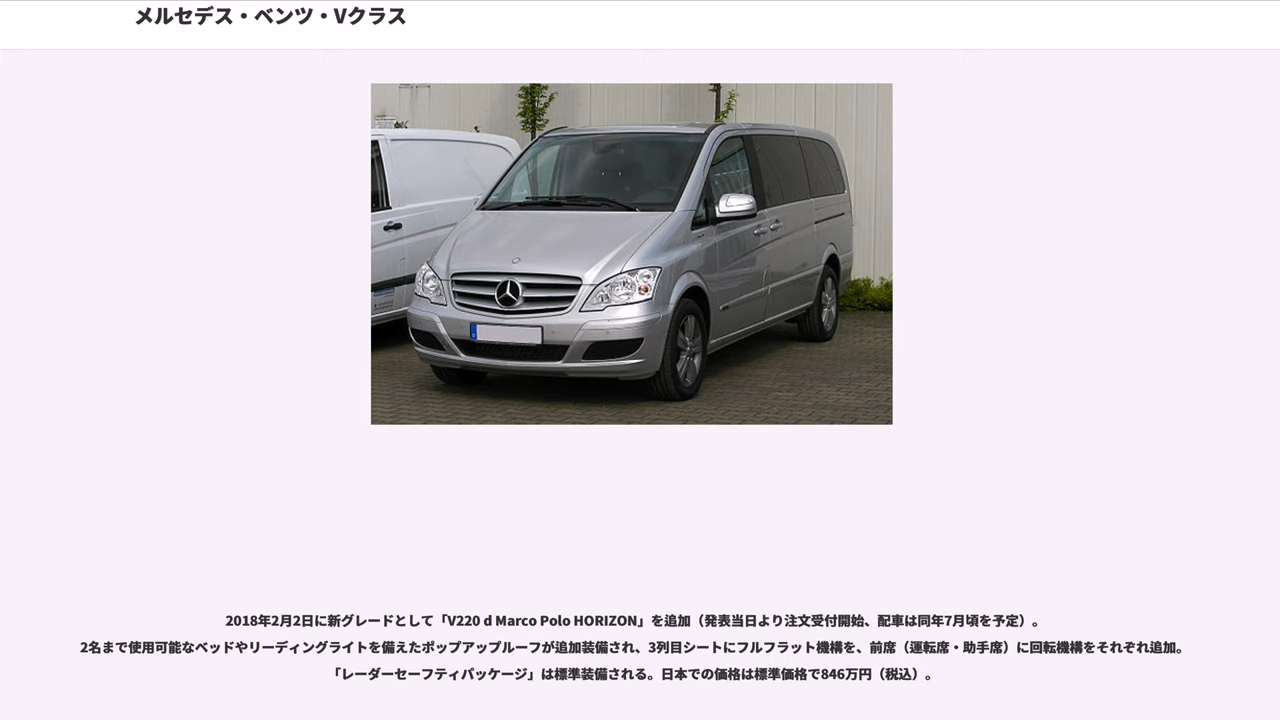 メルセデス・ベンツ・Vクラス
2018年2月2日に新グレードとして「V220 d Marco Polo HORIZON」を追加（発表当日より注文受付開始、配車は同年7月頃を予定）。
2名まで使用可能なベッドやリーディングライトを備えたポップアップルーフが追加装備され、3列目シートにフルフラット機構を、前席（運転席・助手席）に回転機構をそれぞれ追加。
「レーダーセーフティパッケージ」は標準装備される。日本での価格は標準価格で846万円（税込）。